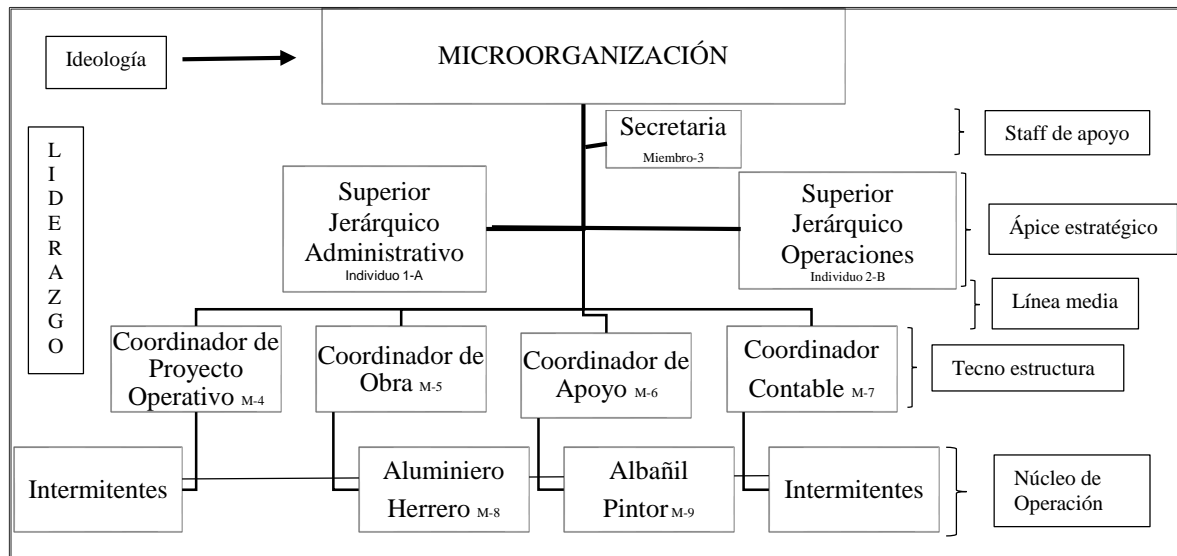 MICROORGANIZACIÓN
Ideología
Secretaria
Miembro-3
Staff de apoyo
LIDERAZGO
Superior
Jerárquico
Administrativo
Individuo 1-A
Superior
Jerárquico
Operaciones
Individuo 2-B
Ápice estratégico
Línea media
Coordinador de
Proyecto
Operativo M-4
Coordinador de
Obra M-5
Coordinador de
Apoyo M-6
Coordinador
Contable M-7
Tecno estructura
Intermitentes
Aluminiero
Herrero M-8
Albañil
Pintor M-9
Intermitentes
Núcleo de
Operación